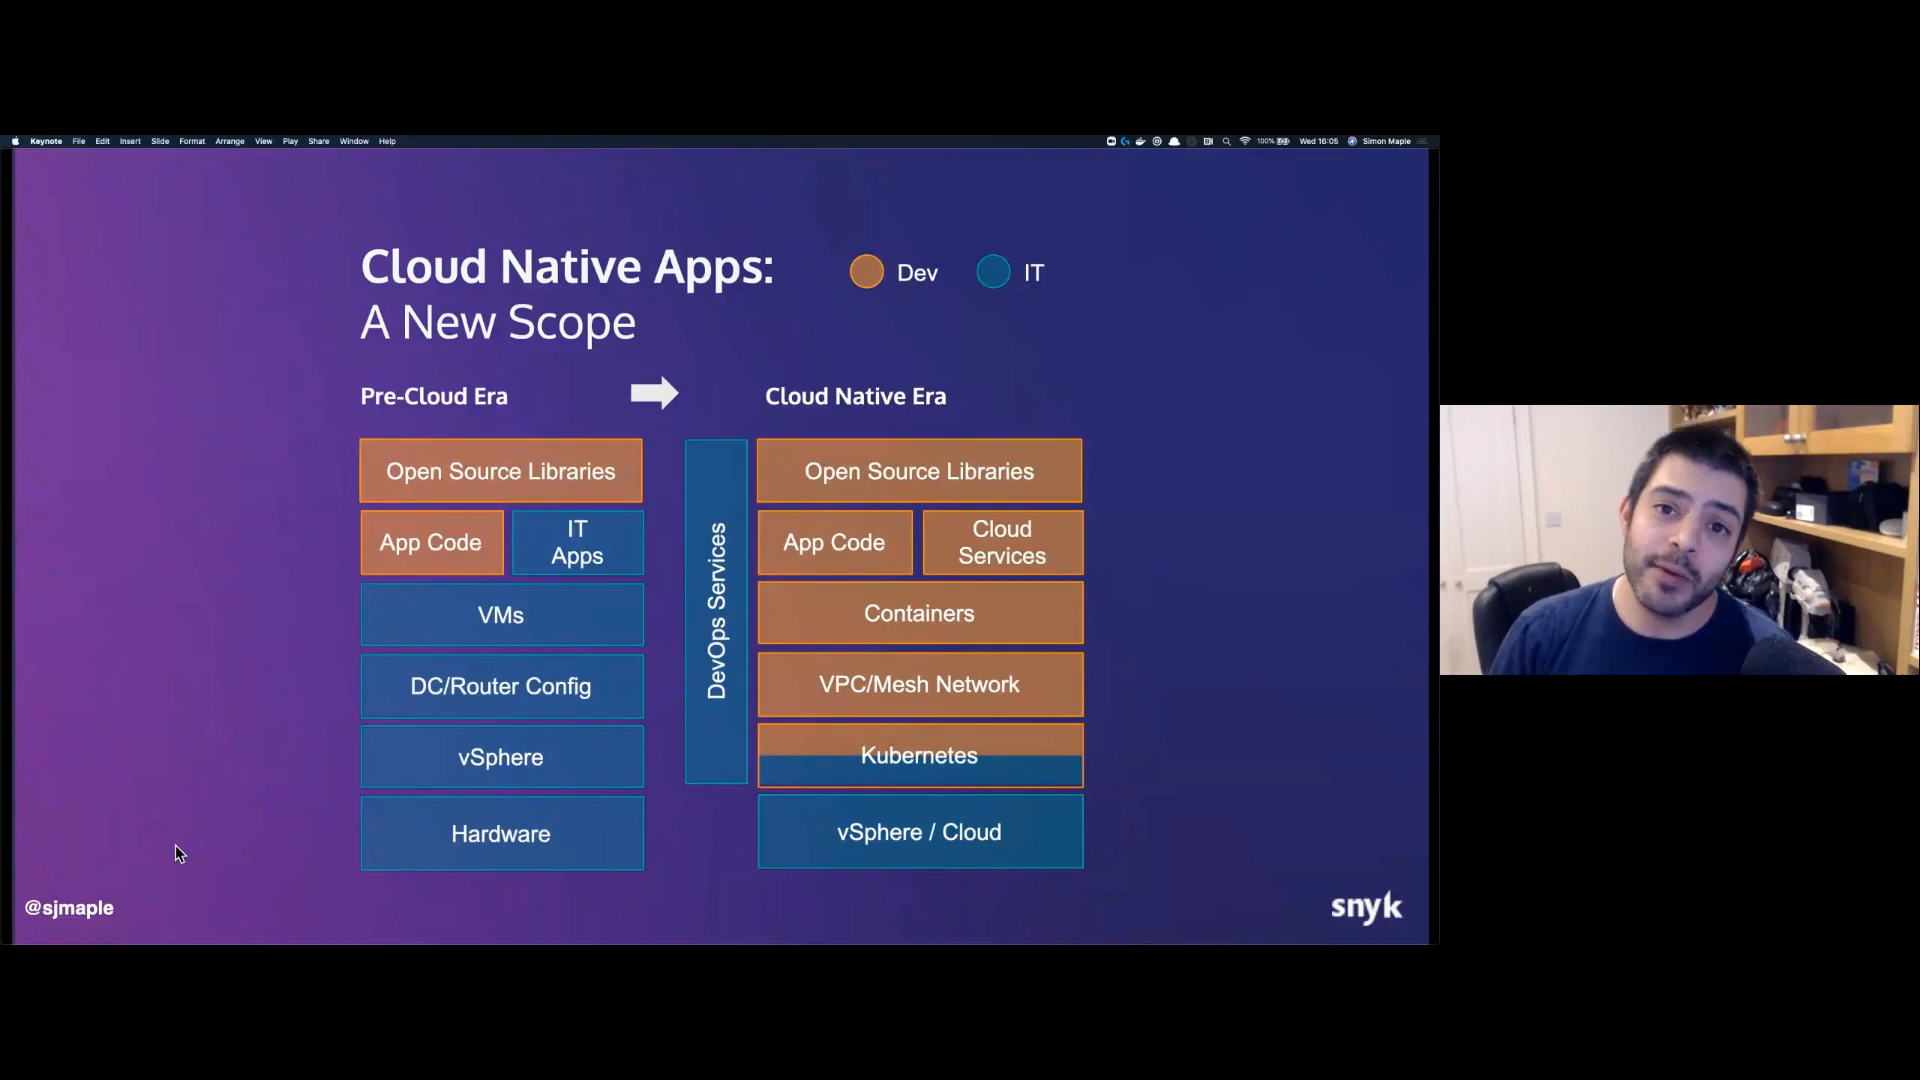 Keynote File Edit Insert Slide Format Arrange View Play Share Window Help
100% Wed 16:05 Simon Maple
Cloud Native Apps:
A New Scope
Dev
IT
Pre-Cloud Era
Cloud Native Era
Open Source Libraries
App Code
IT
Apps
VMs
DC/Router Config
vSphere
Hardware
DevOps Services
Open Source Libraries
App Code
Cloud
Services
Containers
VPC/Mesh Network
Kubernetes
vSphere / Cloud
@sjmaple
snyk